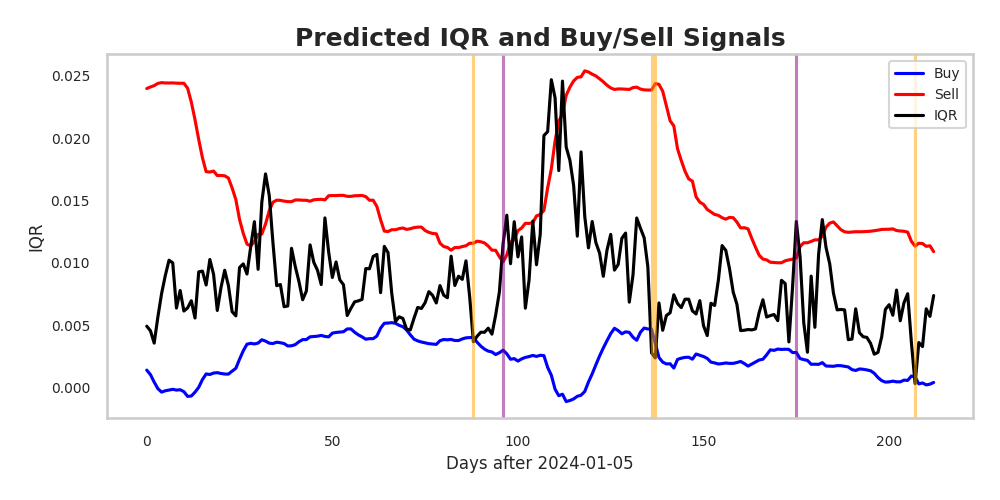 Predicted IQR and Buy/Sell Signals
Buy
Sell
IQR
0.025
0.020
0.015
0.010
0.005
0.000
IQR
0
50
100
150
200
Days after 2024-01-05